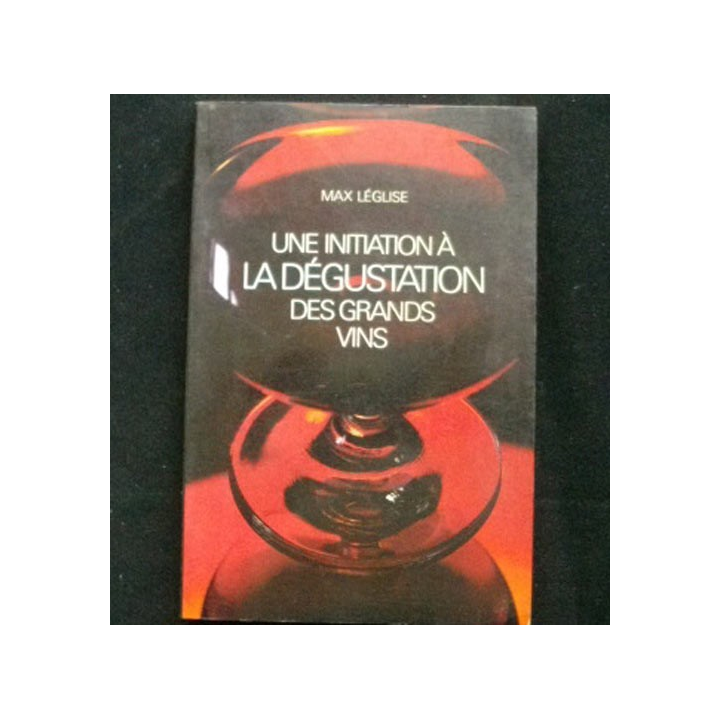 MAX LÉGLISE
UNE INITIATION À
LA DÉGUSTATION
DES GRANDS
VINS